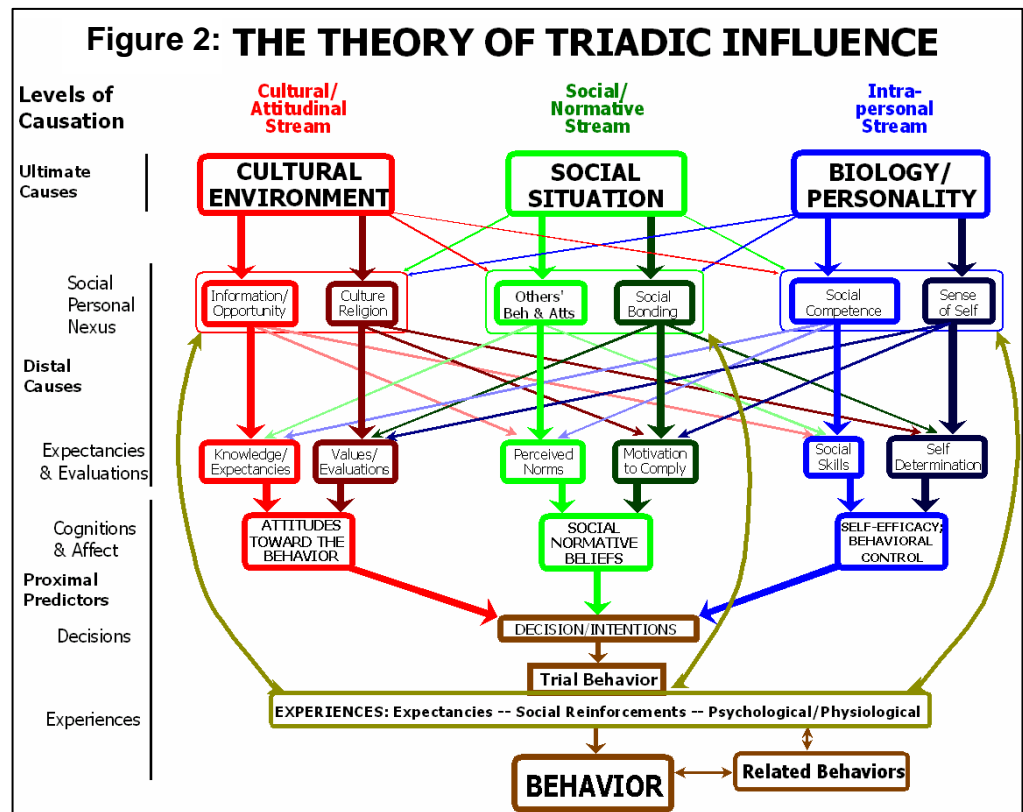 Figure 2: THE THEORY OF TRIADIC INFLUENCE
Levels of
Causation
Cultural/
Attitudinal
Stream
Social/
Normative
Stream
Intra-
personal
Stream
Ultimate
Causes
CULTURAL
ENVIRONMENT
SOCIAL
SITUATION
BIOLOGY/
PERSONALITY
Social
Personal
Nexus
Information/
Opportunity
Culture
Religion
Others'
Beh & Atts
Social
Bonding
Social
Competence
Sense
of Self
Distal
Causes
Expectancies
& Evaluations
Knowledge/
Expectancies
Values/
Evaluations
Perceived
Norms
Motivation
to Comply
Social
Skills
Self
Determination
Cognitions
& Affect
ATTITUDES
TOWARD THE
BEHAVIOR
SOCIAL
NORMATIVE
BELIEFS
SELF-EFFICACY;
BEHAVIORAL
CONTROL
Proximal
Predictors
Decisions
DECISION/INTENTIONS
Trial Behavior
Experiences
EXPERIENCES: Expectancies -- Social Reinforcements -- Psychological/Physiological
BEHAVIOR
Related Behaviors